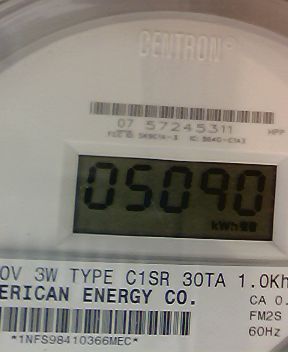 CENTRON®
07 57245311
HPP
05090
kWh
0V 3W TYPE C1SR 30TA 1.0Kh
ERICAN ENERGY CO.
CA 0.
FM2S
60Hz
*1NFS98410366MEC*